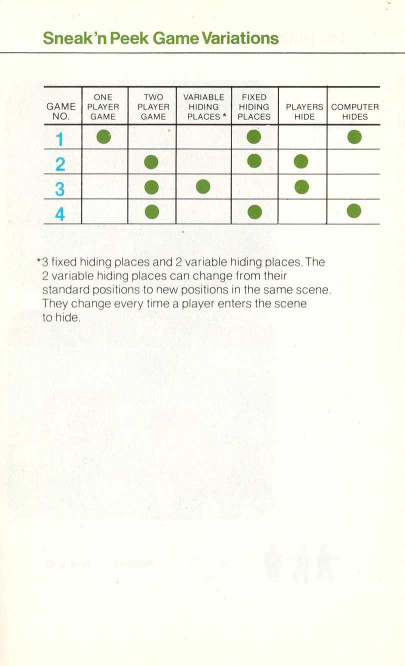 Sneak'n Peek Game Variations
GAME NO. ONE PLAYER GAME TWO PLAYER GAME VARIABLE HIDING PLACES * FIXED HIDING PLACES PLAYERS HIDE COMPUTER HIDES
1 ● ● ●
2 ● ● ●
3 ● ● ●
4 ● ● ●
*3 fixed hiding places and 2 variable hiding places. The
2 variable hiding places can change from their
standard positions to new positions in the same scene.
They change every time a player enters the scene
to hide.